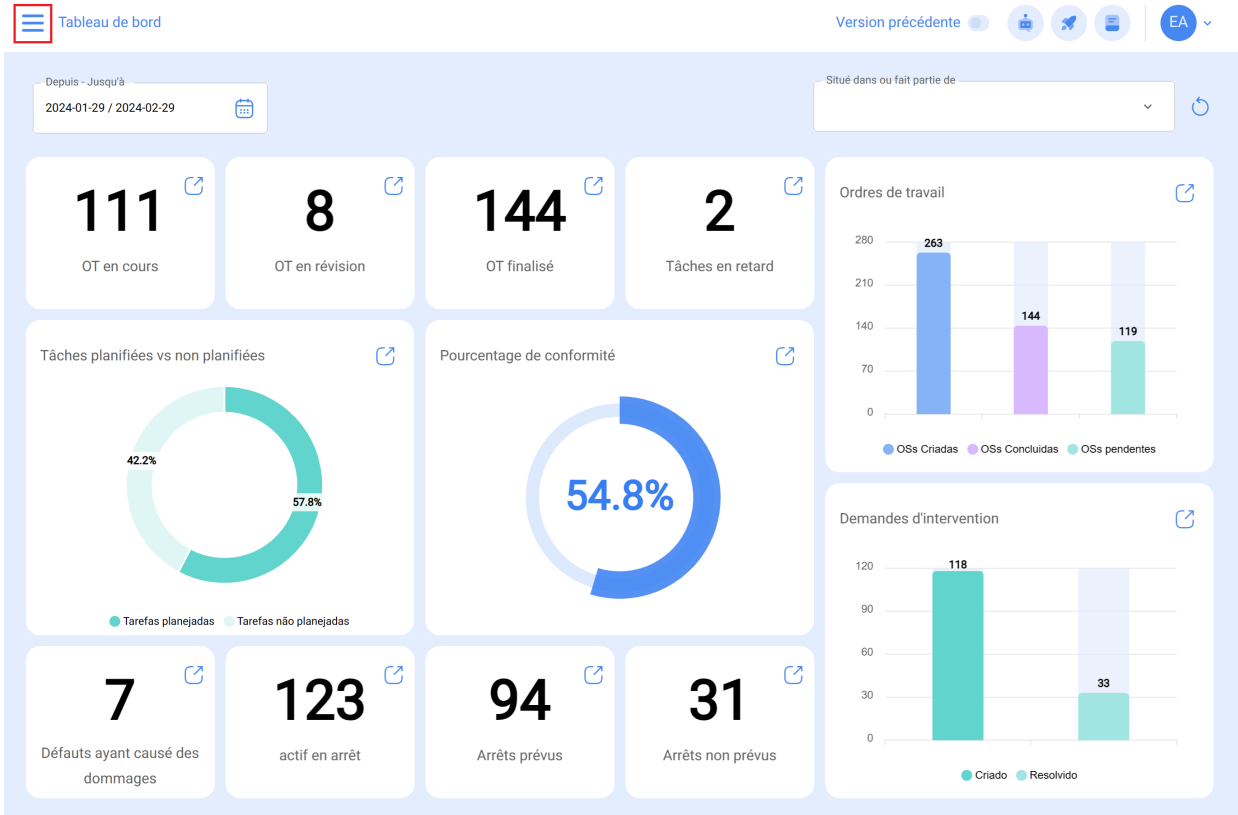 Tableau de bord
Version précédente
EA
Depuis - Jusqu'à
2024-01-29 / 2024-02-29
Situé dans ou fait partie de
111
OT en cours
8
OT en révision
144
OT finalisé
2
Tâches en retard
Ordres de travail
280
210
140
70
0
263
144
119
OSs Criadas
OSs Concluidas
OSs pendentes
Tâches planifiées vs non planifiées
42.2%
57.8%
Tarefas planejadas
Tarefas não planejadas
Pourcentage de conformité
54.8%
Demandes d'intervention
120
90
60
30
0
118
33
Criado
Resolvido
7
Défauts ayant causé des
dommages
123
actif en arrêt
94
Arrêts prévus
31
Arrêts non prévus